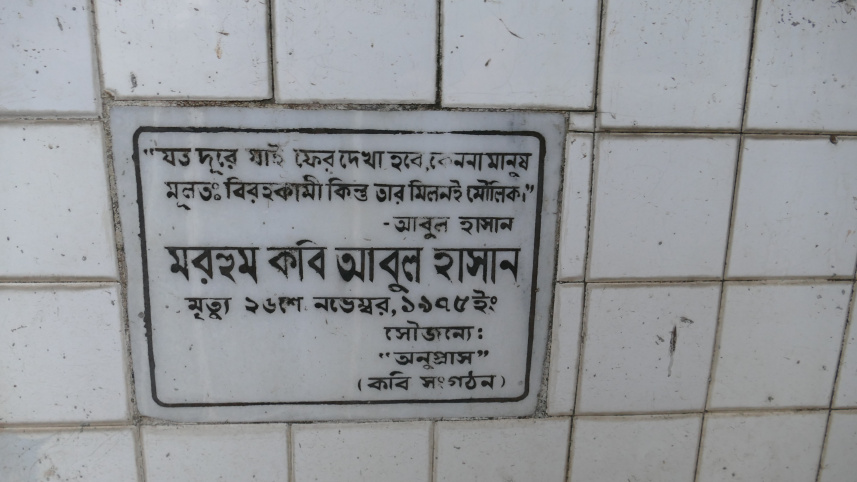 “যত দূরে যাই ফের দেখা হবে, কেননা মানুষ
মূলতঃ বিরহকামী কিন্তু তার মিলনই মৌলিক।”
- আবুল হাসান
মরহুম কবি আবুল হাসান
মৃত্যু ২৬শে নভেম্বর, ১৯৭৫ইং
সৌজন্যে :
“অনুপ্রাস”
(কবি সংগঠন)